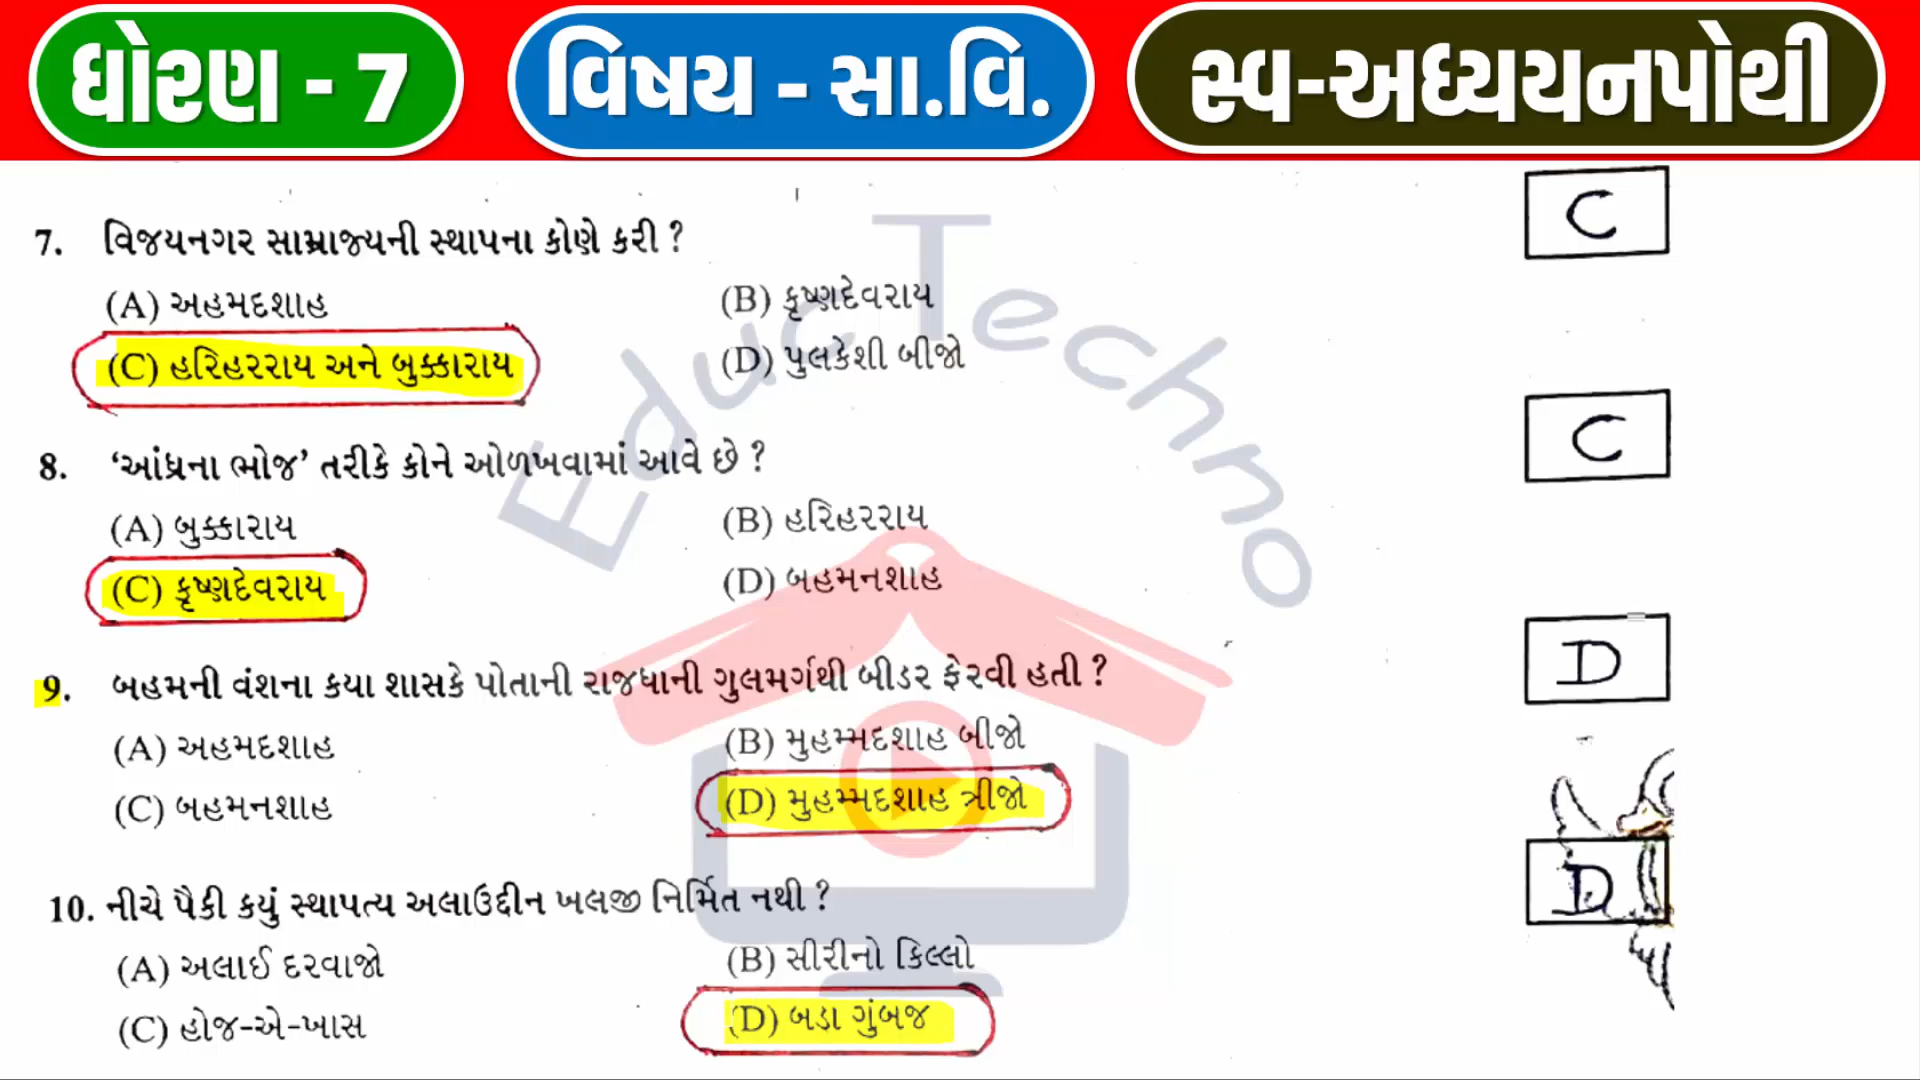 ધોરણ - 7
વિષય - સા.વિ.
સ્વ-અધ્યયનપોથી
7. વિજયનગર સામ્રાજ્યની સ્થાપના કોણે કરી ?
C
(A) અહમદશાહ (B) કૃષ્ણદેવરાય
(C) હરિહરરાય અને બુક્કારાય (D) પુલકેશી બીજો
8. ‘આંધ્રના ભોજ’ તરીકે કોને ઓળખવામાં આવે છે ?
C
(A) બુક્કારાય (B) હરિહરરાય
(C) કૃષ્ણદેવરાય (D) બહમનશાહ
9. બહમની વંશના કયા શાસકે પોતાની રાજધાની ગુલમર્ગથી બીડર ફેરવી હતી ?
D
(A) અહમદશાહ (B) મુહમ્મદશાહ બીજો
(C) બહમનશાહ (D) મુહમ્મદશાહ ત્રીજો
10. નીચે પૈકી કયું સ્થાપત્ય અલાઉદ્દીન ખલજી નિર્મિત નથી ?
D
(A) અલાઈ દરવાજો (B) સીરીનો કિલ્લો
(C) હોજ-એ-ખાસ (D) બડા ગુંબજ
Educ Techno